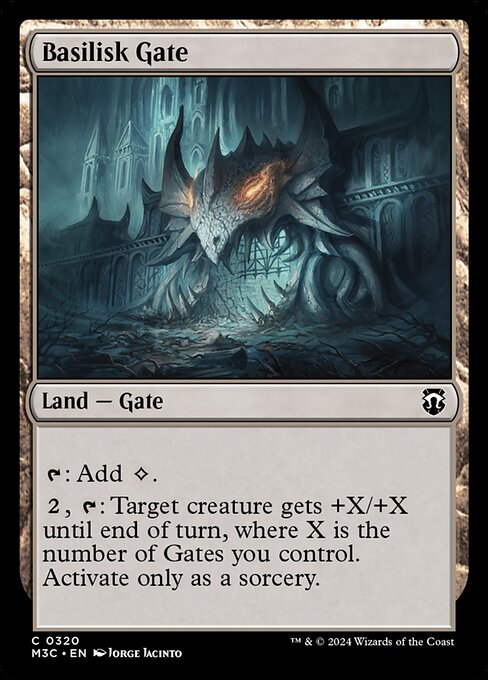 Basilisk Gate
Land — Gate
: Add .
2, : Target creature gets +X/+X
until end of turn, where X is the
number of Gates you control.
Activate only as a sorcery.
C 0320
M3C • EN Jorge Jacinto
™ & © 2024 Wizards of the Coast